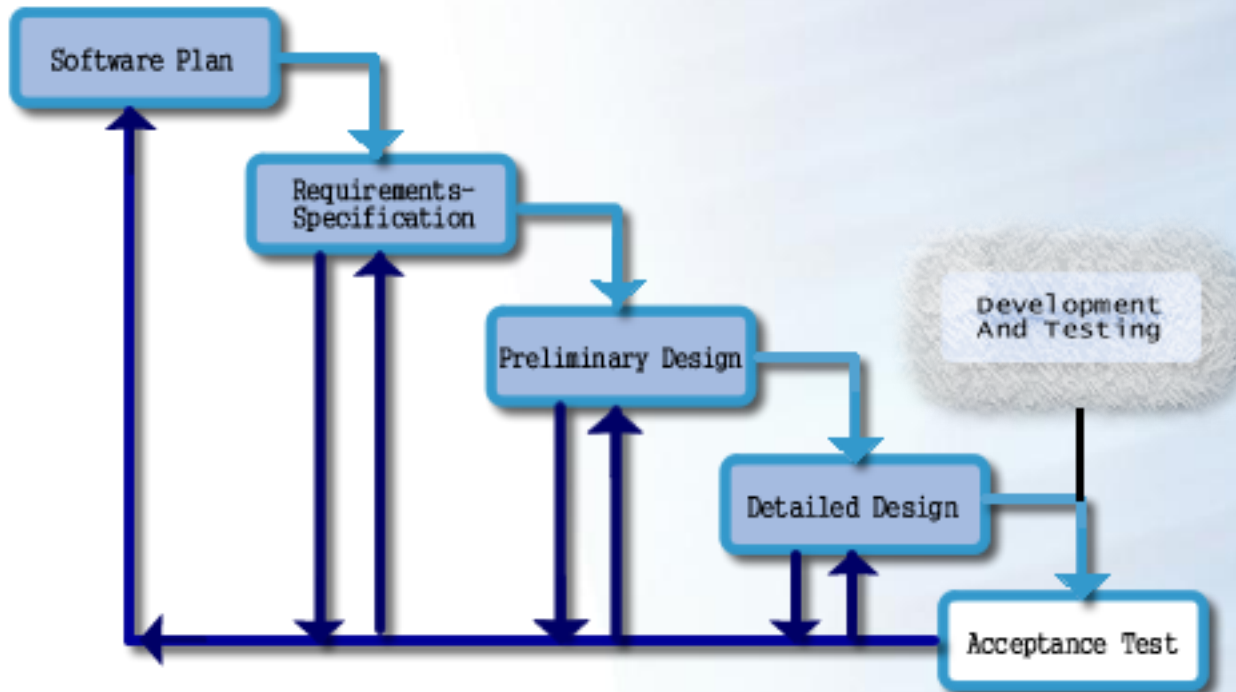 Software Plan
Requirements-
Specification
Preliminary Design
Development
And Testing
Detailed Design
Acceptance Test